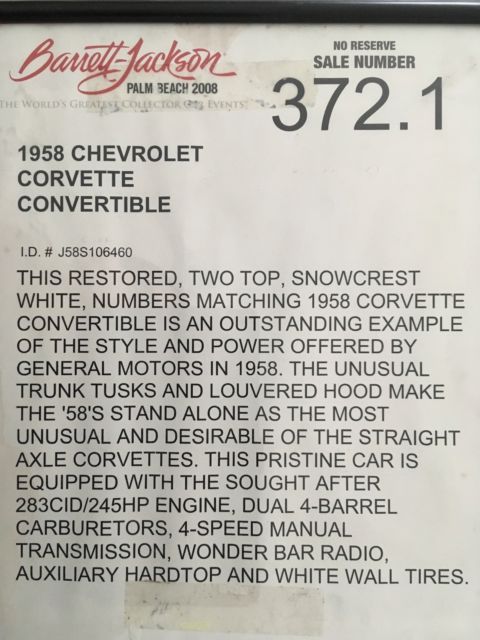 Barrett-Jackson
PALM BEACH 2008
THE WORLD'S GREATEST COLLECTOR CAR EVENTS
NO RESERVE
SALE NUMBER
372.1
1958 CHEVROLET
CORVETTE
CONVERTIBLE
I.D. # J58S106460
THIS RESTORED, TWO TOP, SNOWCREST
WHITE, NUMBERS MATCHING 1958 CORVETTE
CONVERTIBLE IS AN OUTSTANDING EXAMPLE
OF THE STYLE AND POWER OFFERED BY
GENERAL MOTORS IN 1958. THE UNUSUAL
TRUNK TUSKS AND LOUVERED HOOD MAKE
THE '58'S STAND ALONE AS THE MOST
UNUSUAL AND DESIRABLE OF THE STRAIGHT
AXLE CORVETTES. THIS PRISTINE CAR IS
EQUIPPED WITH THE SOUGHT AFTER
283CID/245HP ENGINE, DUAL 4-BARREL
CARBURETORS, 4-SPEED MANUAL
TRANSMISSION, WONDER BAR RADIO,
AUXILIARY HARDTOP AND WHITE WALL TIRES.